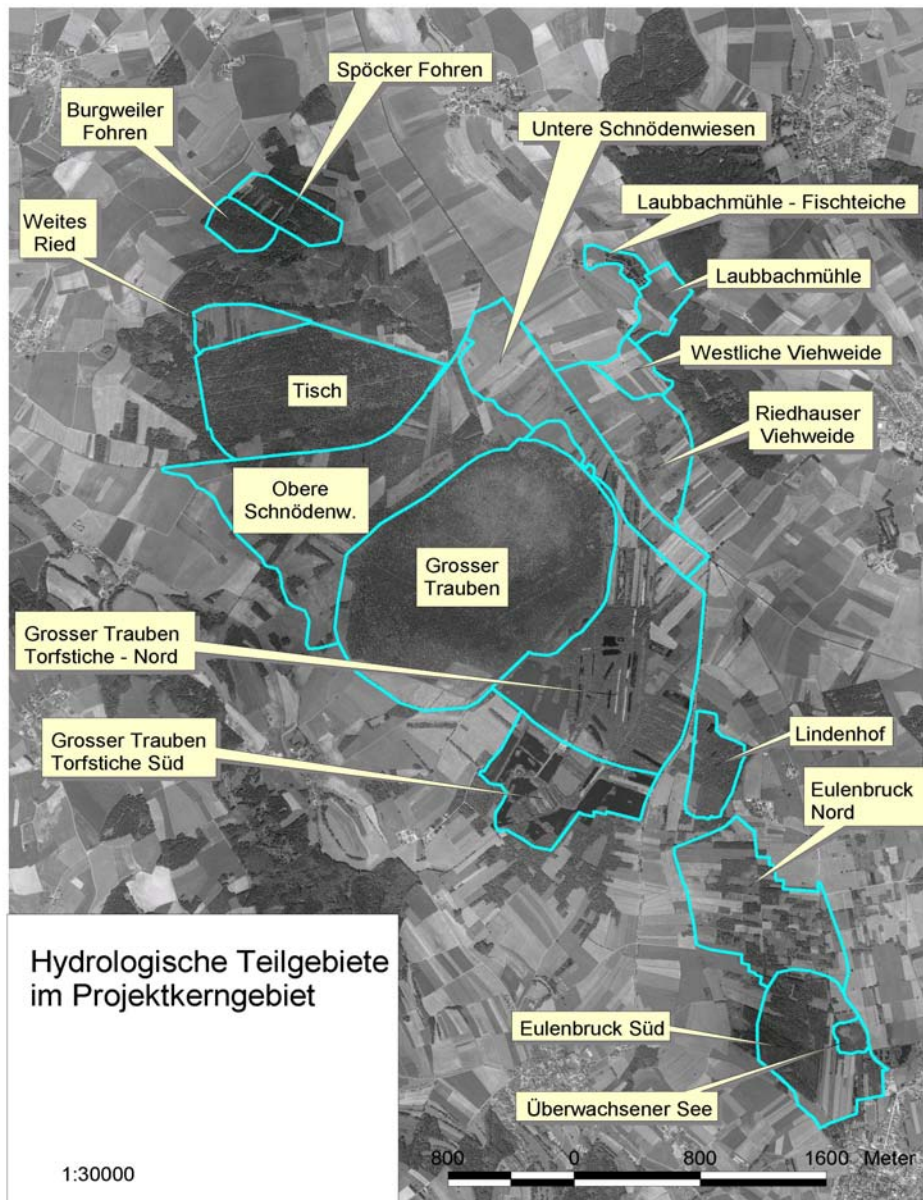 Spöcker Fohren
Burgweiler
Fohren
Untere Schnödenwiesen
Laubbachmühle - Fischteiche
Weites
Ried
Laubbachmühle
Westliche Viehweide
Tisch
Riedhauser
Viehweide
Obere
Schnödenw.
Grosser
Trauben
Grosser Trauben
Torfstiche - Nord
Grosser Trauben
Torfstiche Süd
Lindenhof
Eulenbruck
Nord
Hydrologische Teilgebiete
im Projektkerngebiet
Eulenbruck Süd
Überwachsener See
1:30000
800 0 800 1600 Meter